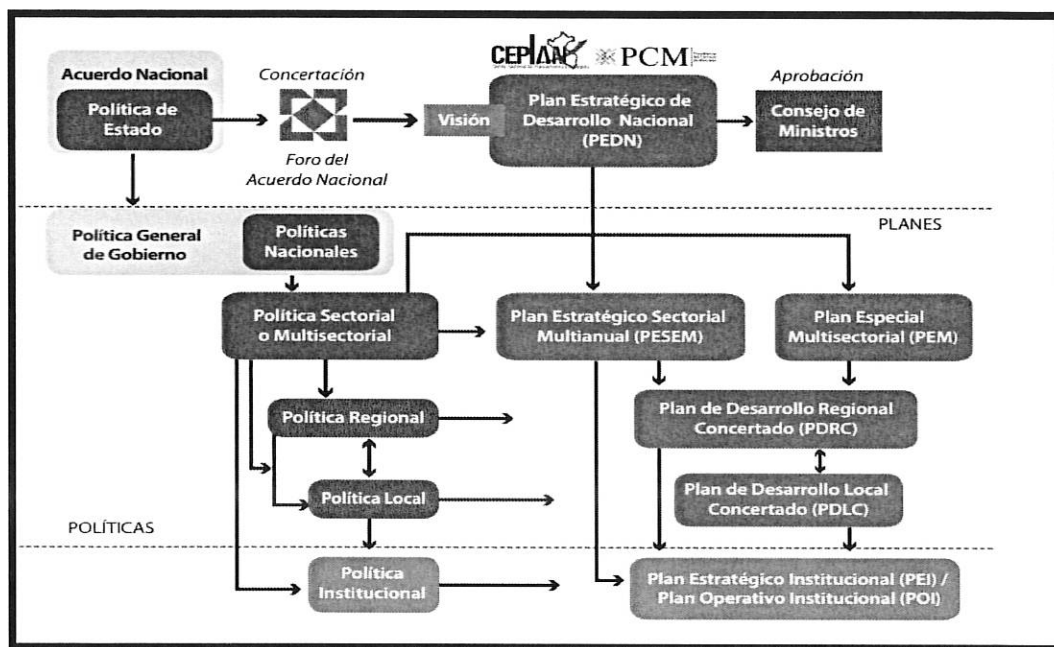 CEPLAN
PCM
Acuerdo Nacional
Política de
Estado
Concertación
Foro del
Acuerdo Nacional
Visión
Plan Estratégico de
Desarrollo Nacional
(PEDN)
Aprobación
Consejo de
Ministros
PLANES
Política General
de Gobierno
Políticas
Nacionales
Política Sectorial
o Multisectorial
Plan Estratégico Sectorial
Multianual (PESEM)
Plan Especial
Multisectorial (PEM)
Política Regional
Plan de Desarrollo Regional
Concertado (PDRC)
Política Local
Plan de Desarrollo Local
Concertado (PDLC)
POLÍTICAS
Política
Institucional
Plan Estratégico Institucional (PEI) /
Plan Operativo Institucional (POI)